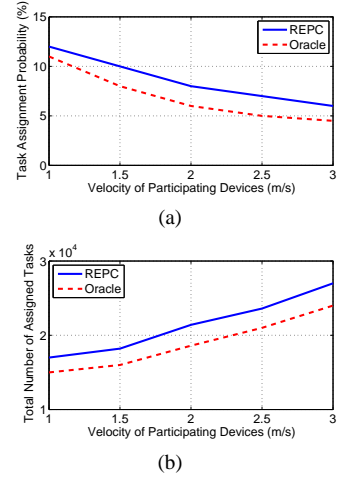 Task Assignment Probability (%)
15
10
5
0
REPC
Oracle
1 1.5 2 2.5 3
Velocity of Participating Devices (m/s)
(a)
Total Number of Assigned Tasks
x 10^4
3
2
1
REPC
Oracle
1 1.5 2 2.5 3
Velocity of Participating Devices (m/s)
(b)